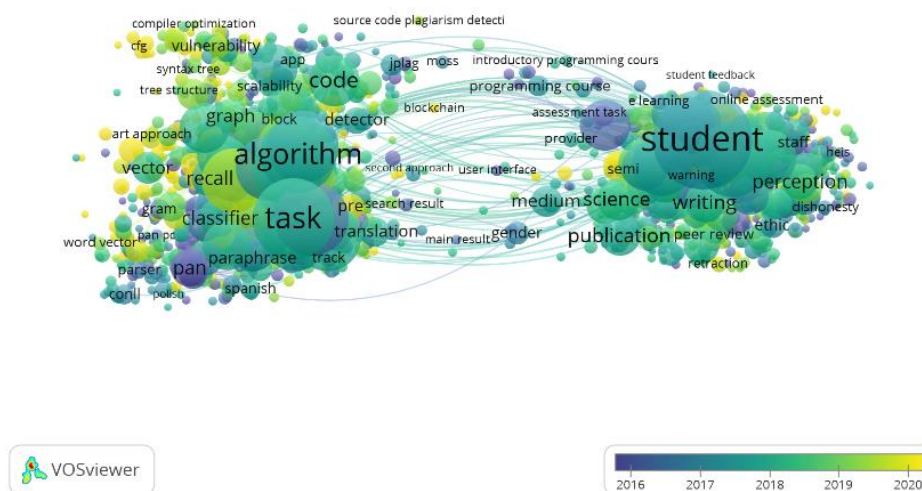 compiler optimization
source code plagiarism detecti
cfg
vulnerability
app
jplag
moss
introductory programming cours
syntax tree
code
student feedback
tree structure
scalability
programming course
e learning
online assessment
graph
block
detector
blockchain
assessment task
art approach
algorithm
provider
student
staff
heis
vector
recall
second approach
user interface
semi
warning
perception
gram
classifier
task
pre
search result
medium
science
writing
dishonesty
word vector
pan pc
translation
main result
gender
publication
peer review
ethic
parser
pan
paraphrase
track
retraction
conll
polish
spanish
VOSviewer
2016 2017 2018 2019 2020